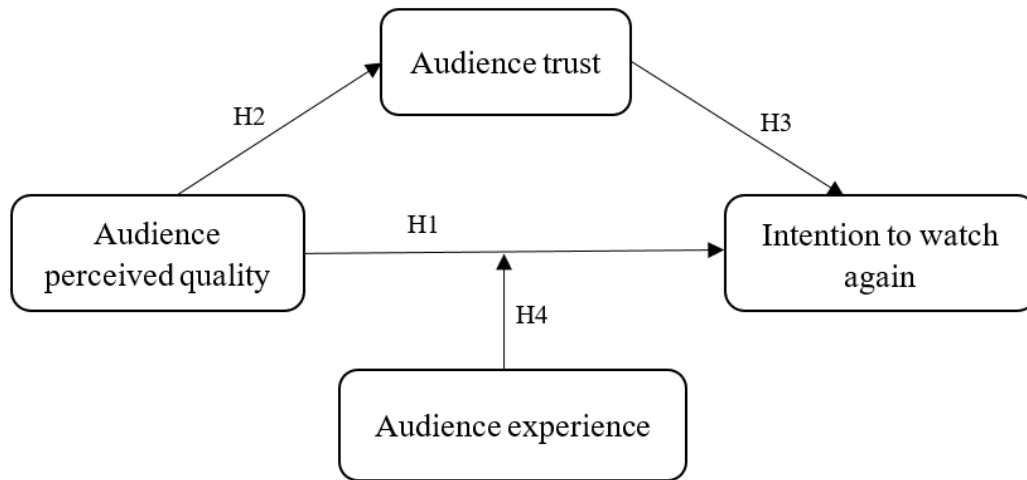 Audience trust
H2
H3
Audience
perceived quality
H1
Intention to watch
again
H4
Audience experience